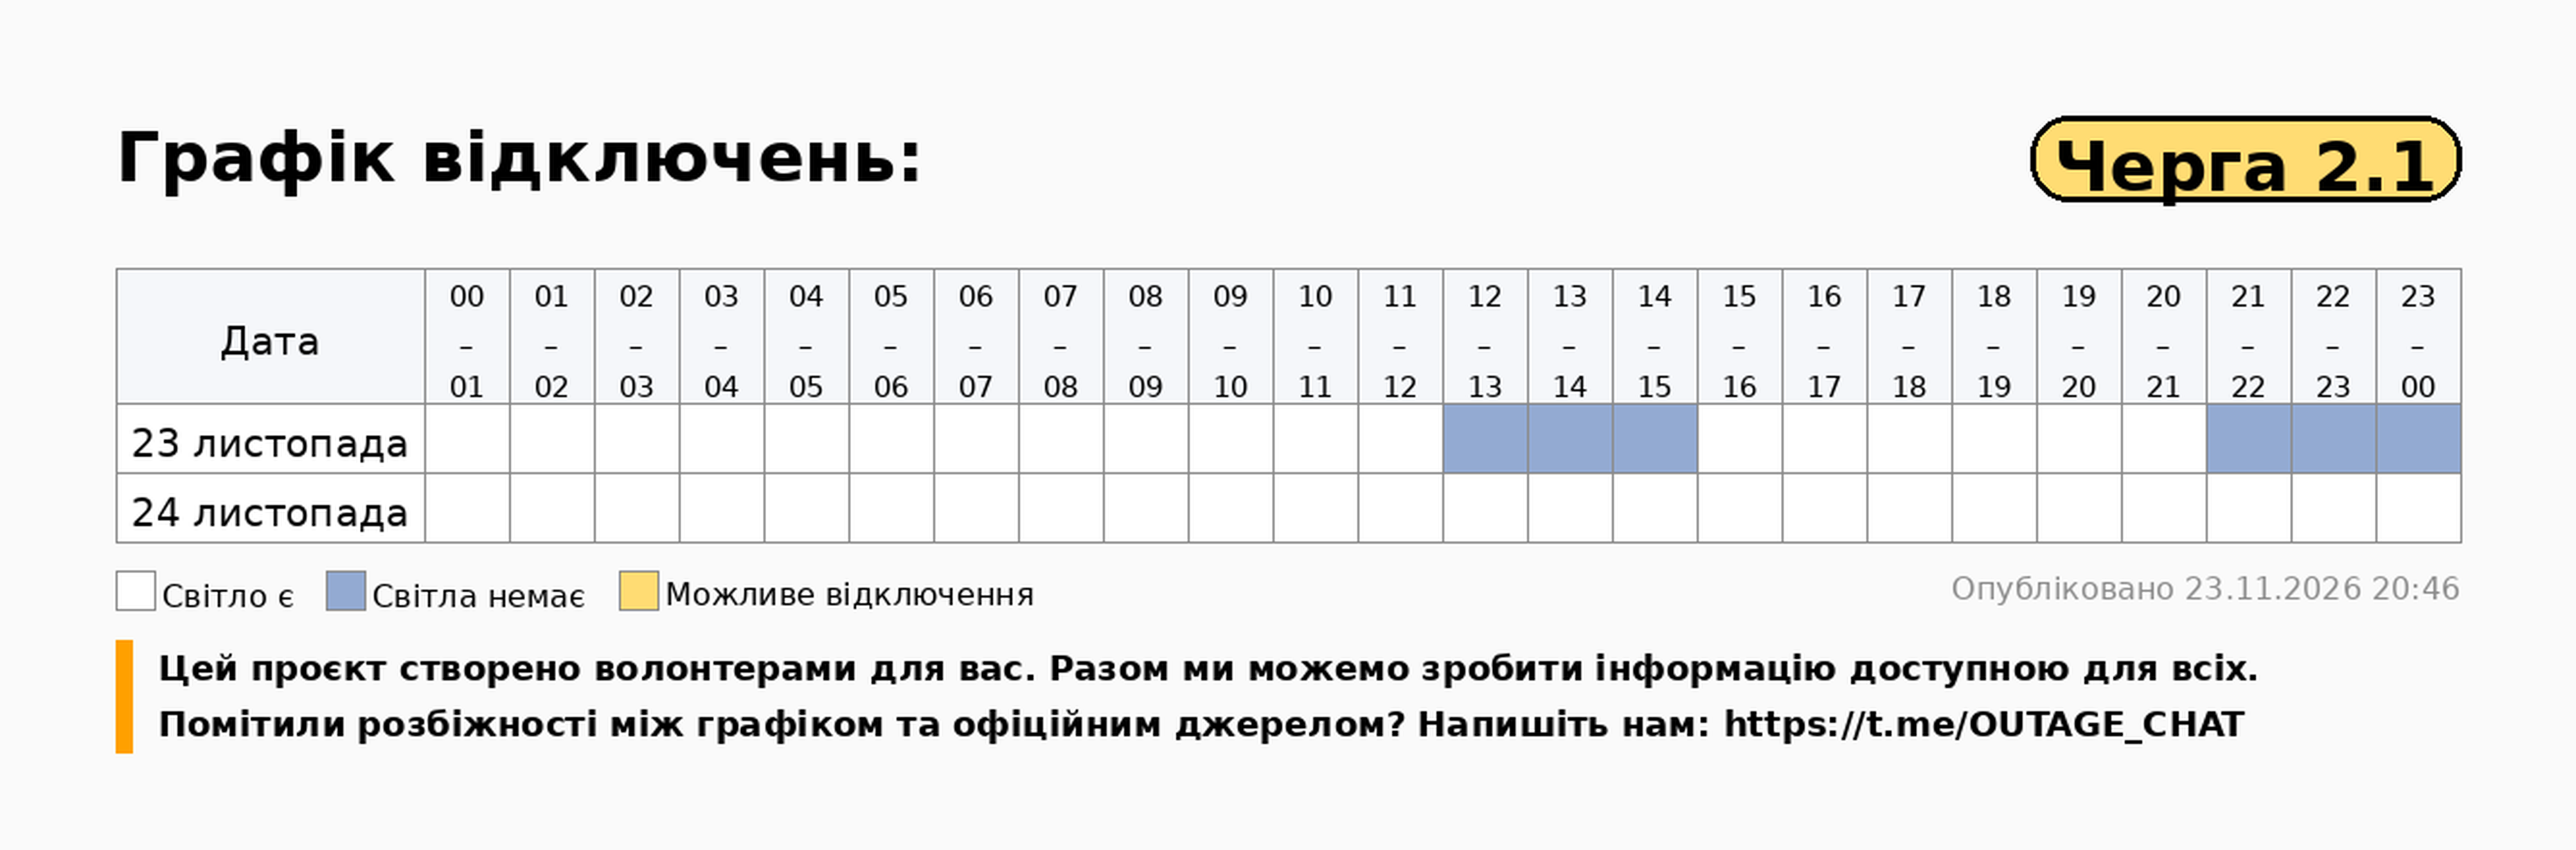 Графік відключень:
Черга 2.1
Дата
00 – 01
01 – 02
02 – 03
03 – 04
04 – 05
05 – 06
06 – 07
07 – 08
08 – 09
09 – 10
10 – 11
11 – 12
12 – 13
13 – 14
14 – 15
15 – 16
16 – 17
17 – 18
18 – 19
19 – 20
20 – 21
21 – 22
22 – 23
23 – 00
23 листопада
24 листопада
Світло є
Світла немає
Можливе відключення
Опубліковано 23.11.2026 20:46
Цей проєкт створено волонтерами для вас. Разом ми можемо зробити інформацію доступною для всіх.
Помітили розбіжності між графіком та офіційним джерелом? Напишіть нам: https://t.me/OUTAGE_CHAT